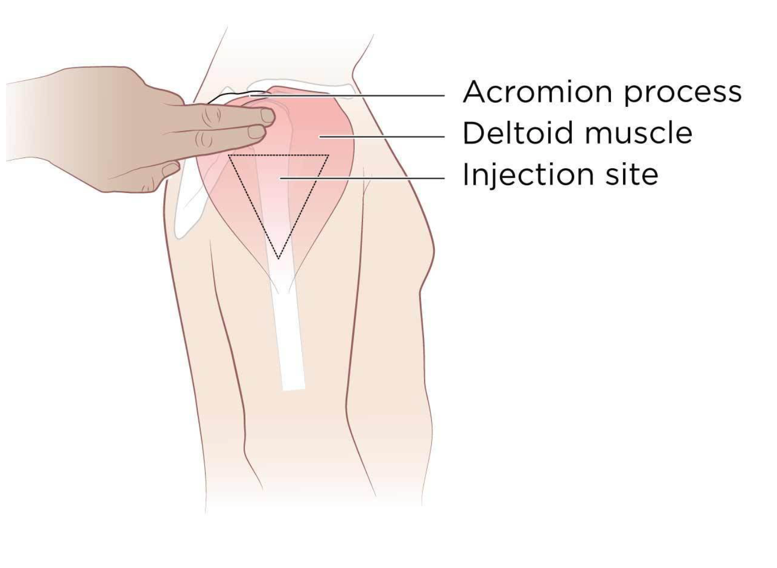 Acromion process
Deltoid muscle
Injection site